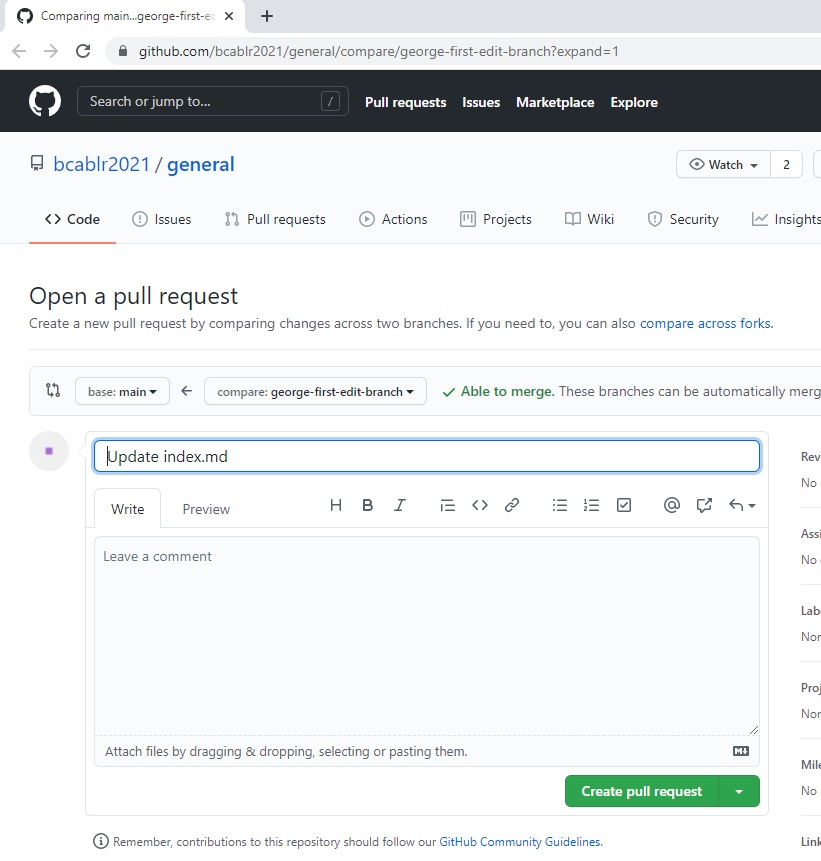 Comparing main...george-first-ec
github.com/bcablr2021/general/compare/george-first-edit-branch?expand=1
Search or jump to... / Pull requests Issues Marketplace Explore
bcablr2021 / general Watch 2
<> Code Issues Pull requests Actions Projects Wiki Security Insights
Open a pull request
Create a new pull request by comparing changes across two branches. If you need to, you can also compare across forks.
base: main compare: george-first-edit-branch Able to merge. These branches can be automatically merg
Update index.md
Rev
No
Write Preview H B I
Assi
No
Leave a comment
Lab
Nor
Proj
Nor
Attach files by dragging & dropping, selecting or pasting them.
Mile
No
Create pull request
Remember, contributions to this repository should follow our GitHub Community Guidelines.
Link